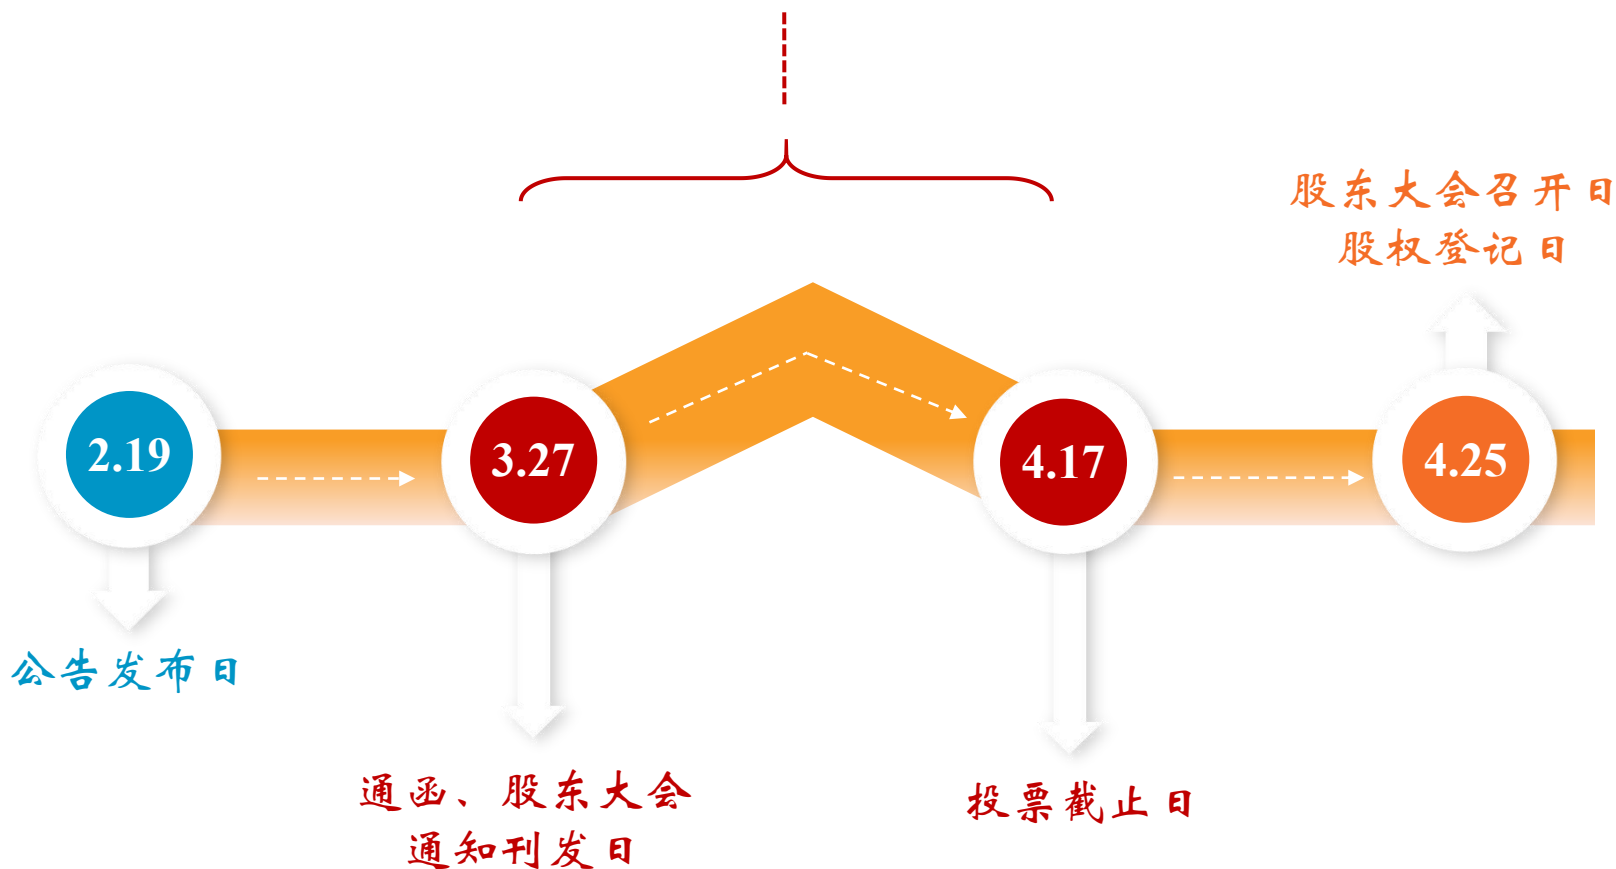 股东大会召开日
股权登记日
2.19
3.27
4.17
4.25
公告发布日
通函、股东大会
通知刊发日
投票截止日